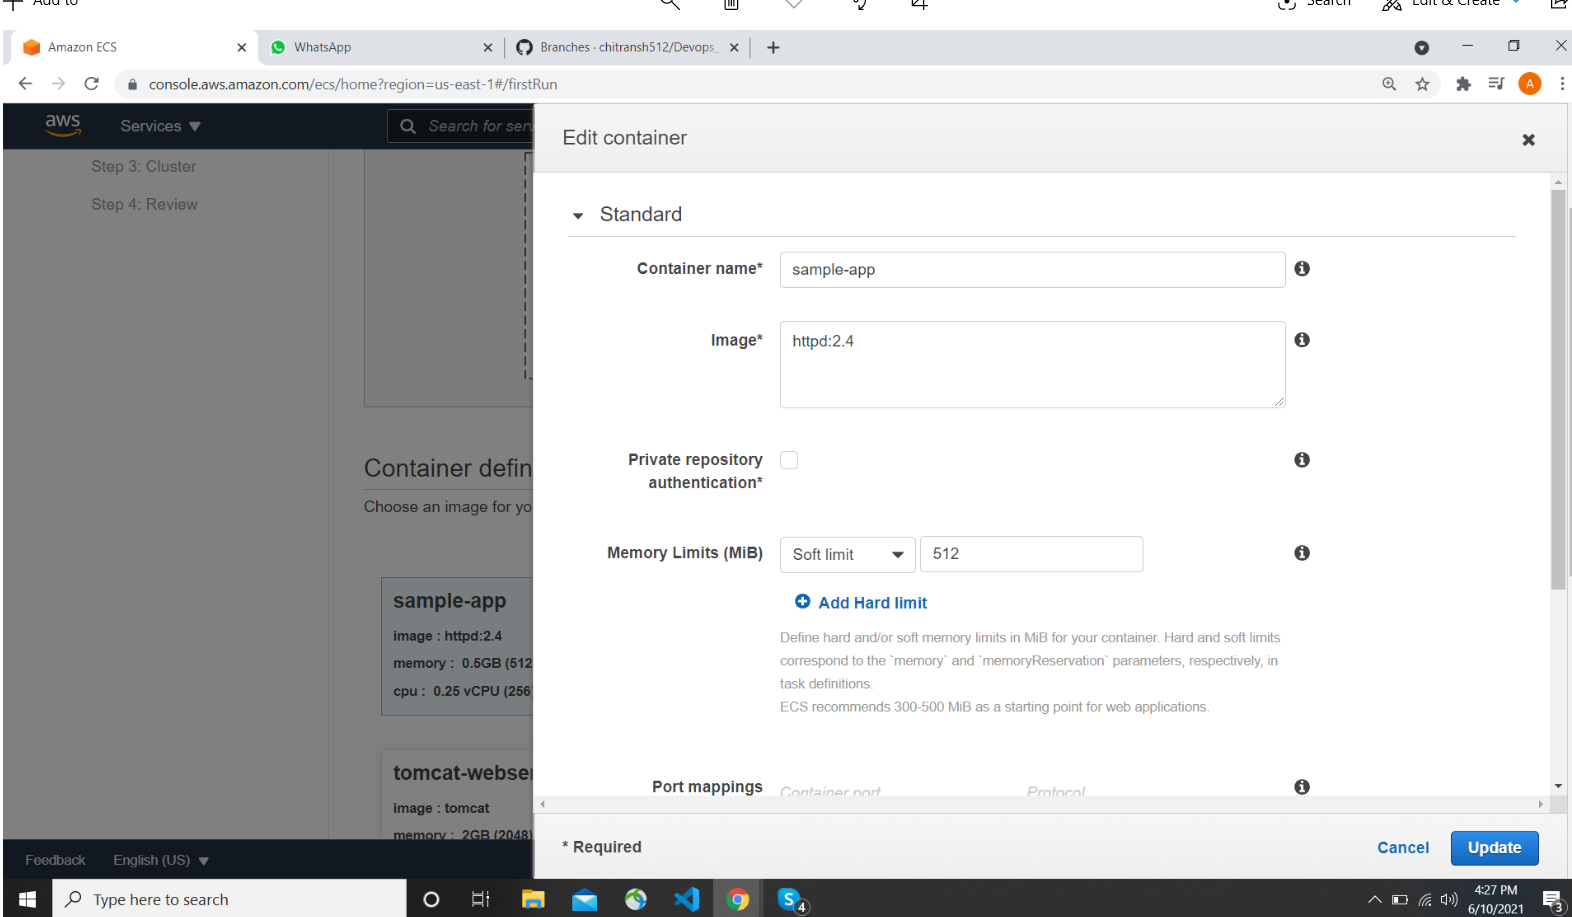 Add to
Search
Edit & Create
Amazon ECS
WhatsApp
Branches · chitransh512/Devops_
console.aws.amazon.com/ecs/home?region=us-east-1#/firstRun
A
aws
Services
Search for serv
Step 3: Cluster
Step 4: Review
Container defin
Choose an image for yo
sample-app
image : httpd:2.4
memory : 0.5GB (512
cpu : 0.25 vCPU (256)
tomcat-webser
image : tomcat
memory : 2GB (2048)
Edit container
Standard
Container name*
sample-app
Image*
httpd:2.4
Private repository
authentication*
Memory Limits (MiB)
Soft limit
512
Add Hard limit
Define hard and/or soft memory limits in MiB for your container. Hard and soft limits
correspond to the `memory` and `memoryReservation` parameters, respectively, in
task definitions.
ECS recommends 300-500 MiB as a starting point for web applications.
Port mappings
Container port
Protocol
* Required
Cancel
Update
Feedback
English (US)
Type here to search
S
4
4:27 PM
6/10/2021
3